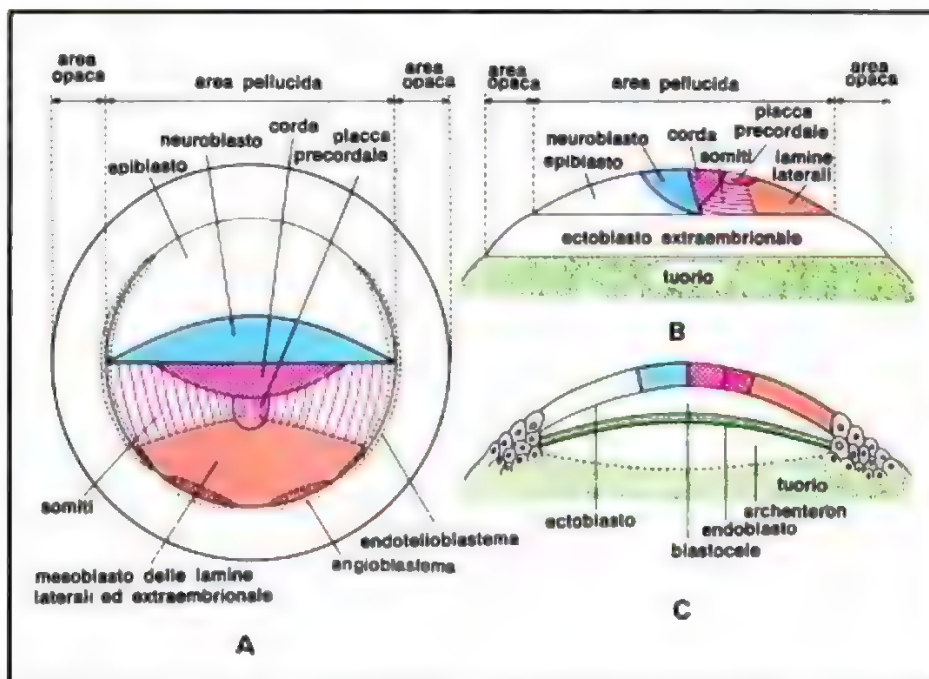 area
opaca
area pellucida
area
opaca
corda
placca
precordale
neuroblasto
epiblasto
somiti
mesoblasto delle lamine
laterali ed extraembrionale
endotelioblastema
angioblastema
A
area
opaca
area pellucida
area
opaca
placca
precordale
neuroblasto
corda
somiti
epiblasto
lamine
laterali
ectoblasto extraembrionale
tuorlo
B
tuorlo
archenteron
ectoblasto
endoblasto
blastocele
C